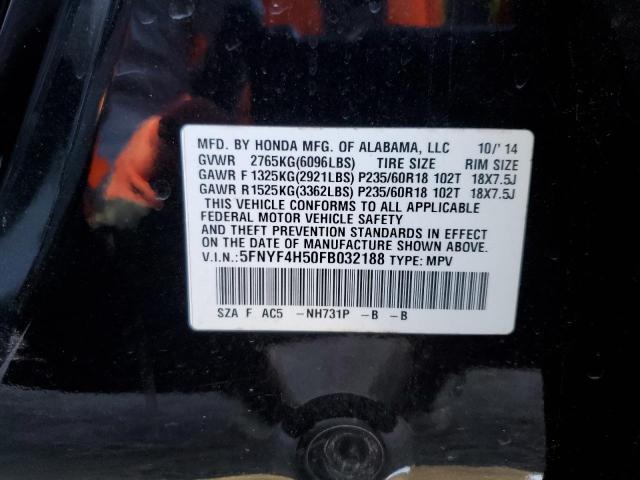 MFD. BY HONDA MFG. OF ALABAMA, LLC 10/'14
GVWR 2765KG(6096LBS) TIRE SIZE RIM SIZE
GAWR F 1325KG(2921LBS) P235/60R18 102T 18X7.5J
GAWR R1525KG(3362LBS) P235/60R18 102T 18X7.5J
THIS VEHICLE CONFORMS TO ALL APPLICABLE
FEDERAL MOTOR VEHICLE SAFETY
AND THEFT PREVENTION STANDARDS IN EFFECT
ON THE DATE OF MANUFACTURE SHOWN ABOVE.
V.I.N.: 5FNYF4H50FB032188 TYPE: MPV
SZA F AC5 -NH731P -B -B